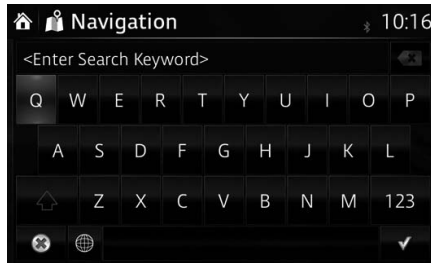 Navigation 10:16
<Enter Search Keyword>
Q W E R T Y U I O P
A S D F G H J K L
Z X C V B N M 123